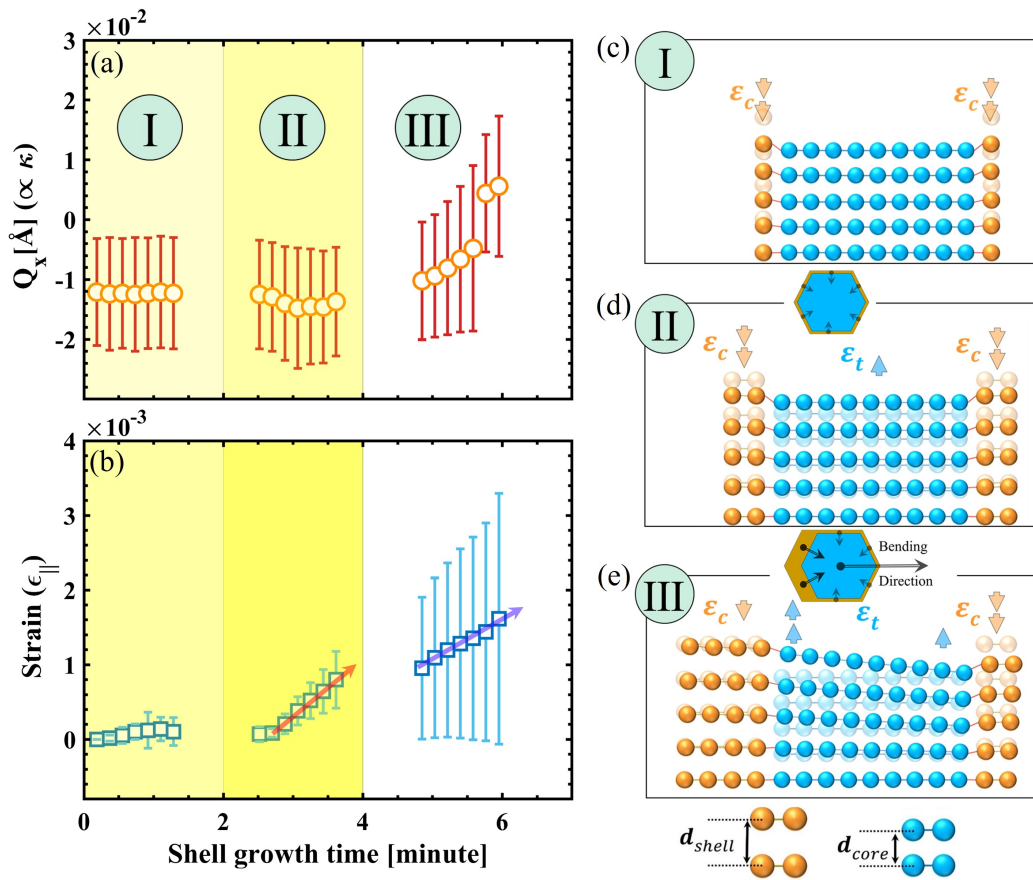 ×10⁻²
(a)
I
II
III
3
2
1
0
-1
-2
Qₓ[Å] (∝ κ)
×10⁻³
(b)
4
3
2
1
0
Strain (ϵ||)
0
2
4
6
Shell growth time [minute]
(c)
I
εc
εc
(d)
II
εc
εt
εc
(e)
III
Bending
Direction
εc
εt
εc
dshell
dcore